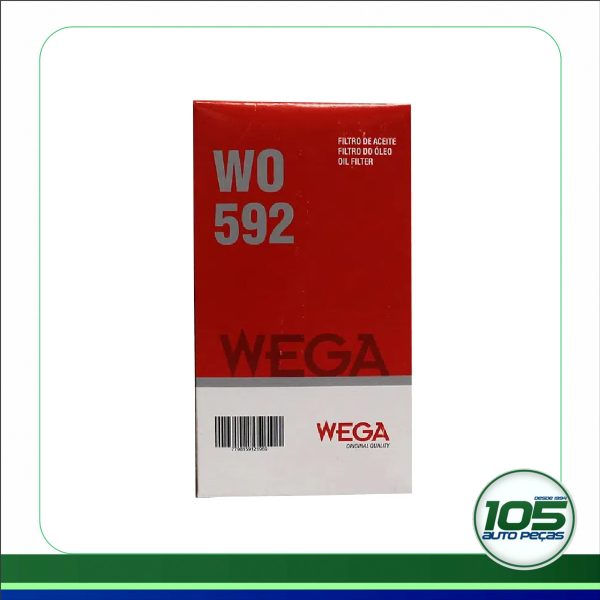 WO
592
FILTRO DE ACEITE
FILTRO DO ÓLEO
OIL FILTER
WEGA
WEGA
ORIGINAL QUALITY
DESDE 1994
105
AUTO PEÇAS